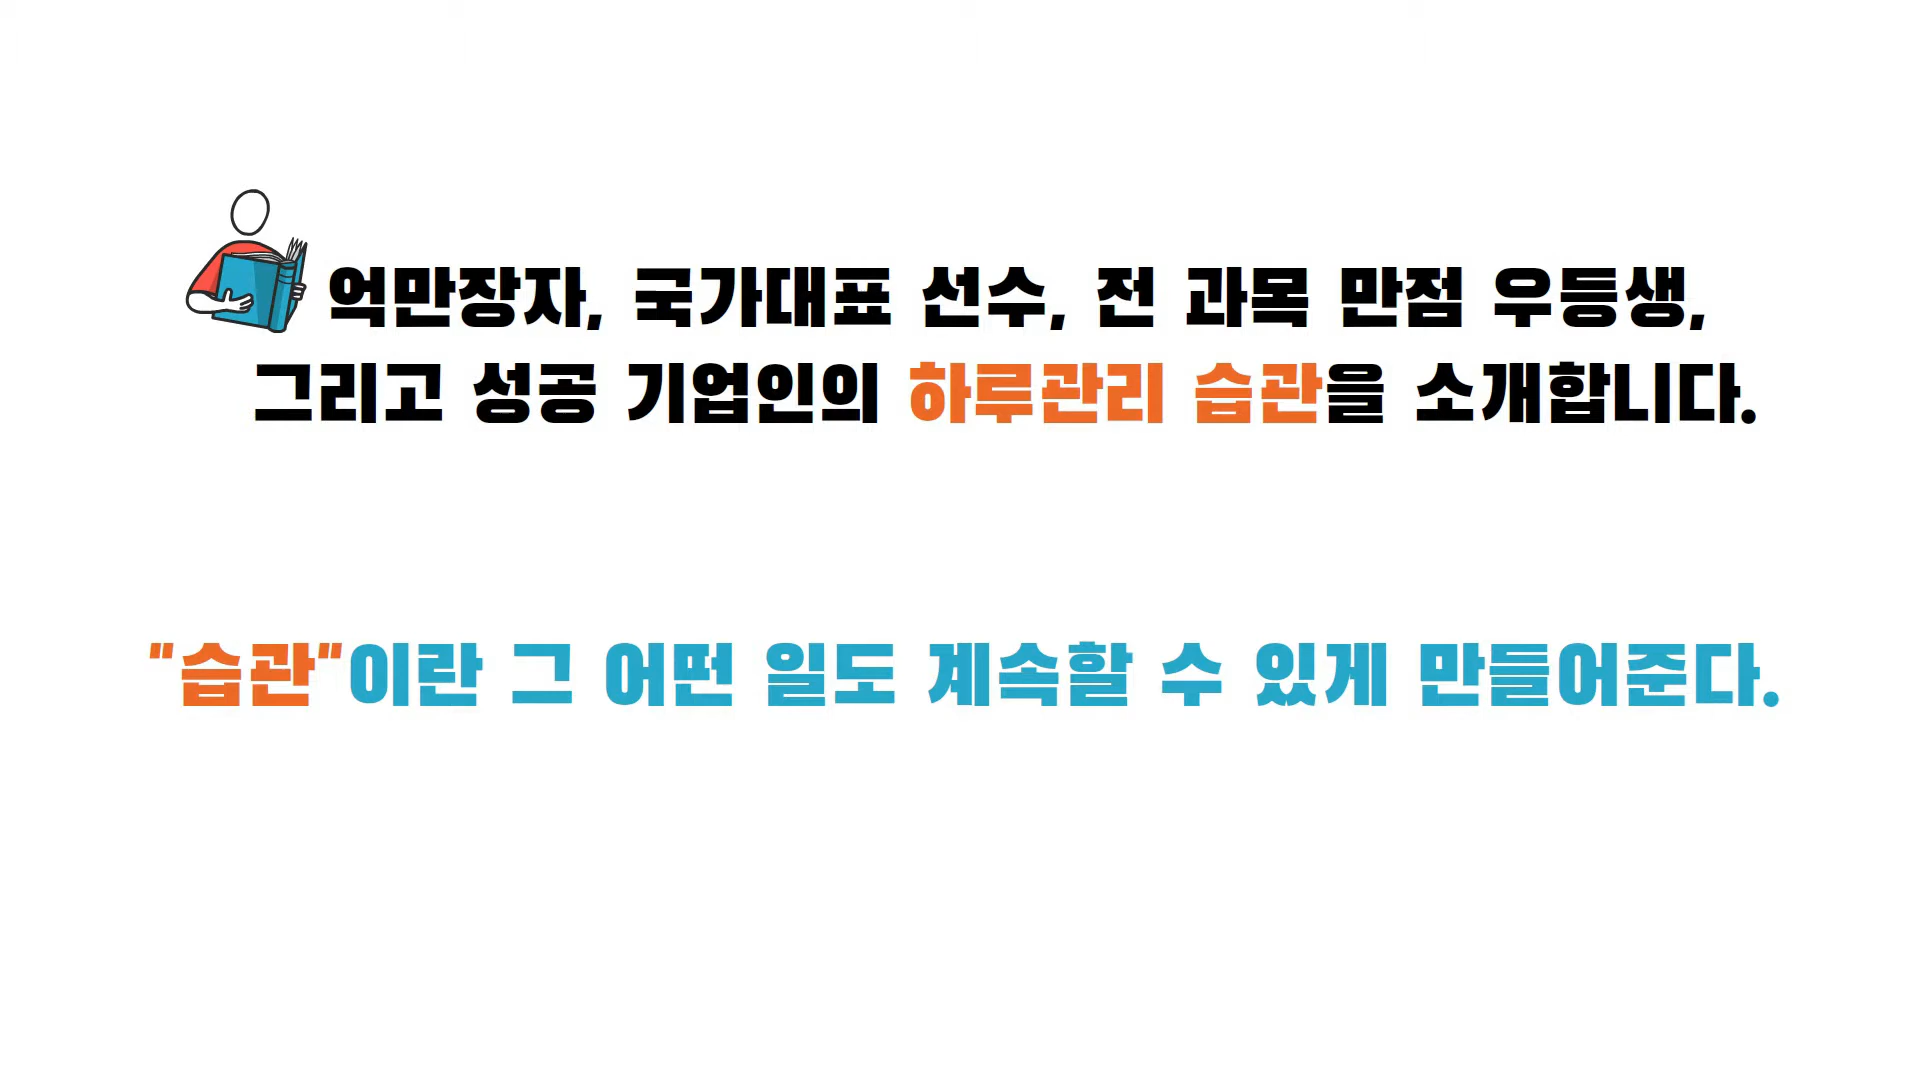 억만장자, 국가대표 선수, 전 과목 만점 우등생,
그리고 성공 기업인의 하루관리 습관을 소개합니다.
"습관"이란 그 어떤 일도 계속할 수 있게 만들어준다.